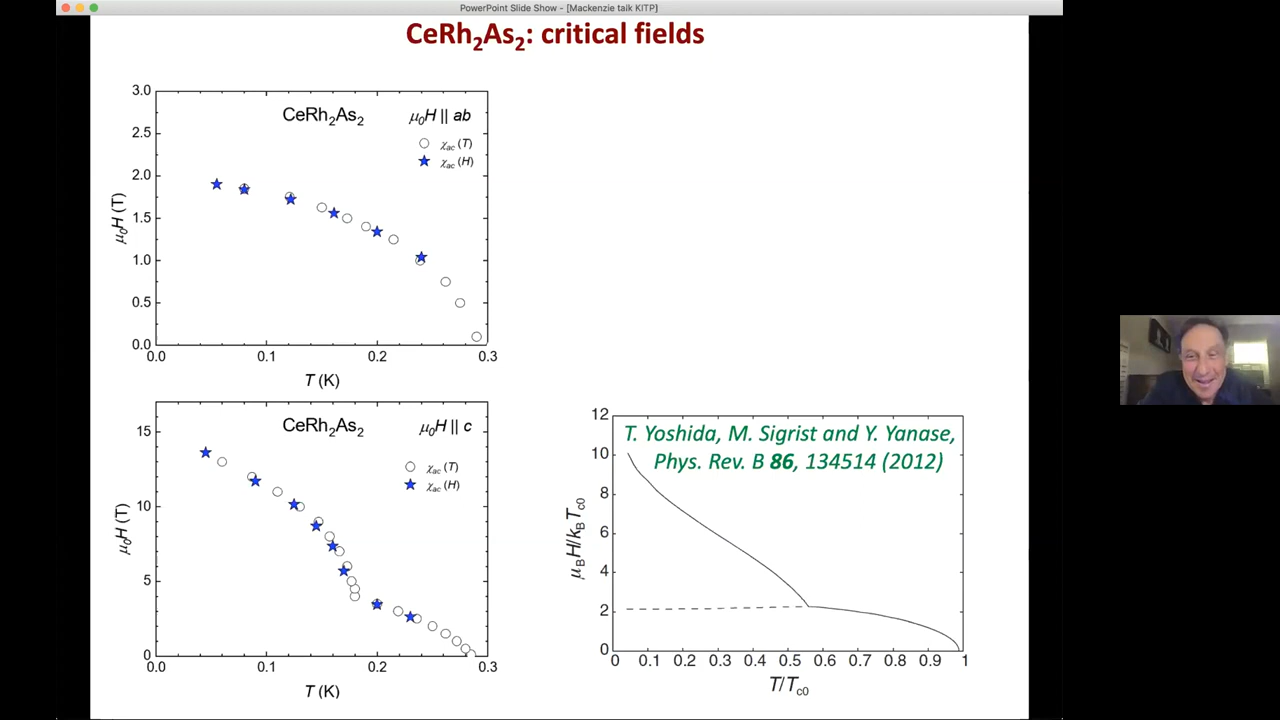 PowerPoint Slide Show - [Mackenzie talk KITP]
CeRh₂As₂: critical fields
3.0
2.5
2.0
1.5
1.0
0.5
0.0
μ₀H (T)
CeRh₂As₂
μ₀H || ab
χac (T)
χac (H)
0.0
0.1
0.2
0.3
T (K)
15
10
5
0
μ₀H (T)
CeRh₂As₂
μ₀H || c
χac (T)
χac (H)
0.0
0.1
0.2
0.3
T (K)
12
10
8
6
4
2
0
μBH/kBTc0
T. Yoshida, M. Sigrist and Y. Yanase,
Phys. Rev. B 86, 134514 (2012)
0 0.1 0.2 0.3 0.4 0.5 0.6 0.7 0.8 0.9 1
T/Tc0